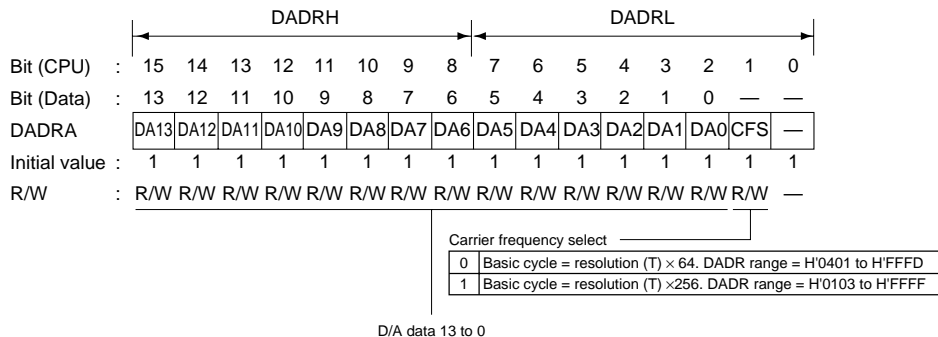 DADRH DADRL
Bit (CPU) : 15 14 13 12 11 10 9 8 7 6 5 4 3 2 1 0
Bit (Data) : 13 12 11 10 9 8 7 6 5 4 3 2 1 0 — —
DADRA DA13 DA12 DA11 DA10 DA9 DA8 DA7 DA6 DA5 DA4 DA3 DA2 DA1 DA0 CFS —
Initial value : 1 1 1 1 1 1 1 1 1 1 1 1 1 1 1 1
R/W : R/W R/W R/W R/W R/W R/W R/W R/W R/W R/W R/W R/W R/W R/W R/W —
Carrier frequency select
0 Basic cycle = resolution (T) × 64. DADR range = H'0401 to H'FFFD
1 Basic cycle = resolution (T) ×256. DADR range = H'0103 to H'FFFF
D/A data 13 to 0